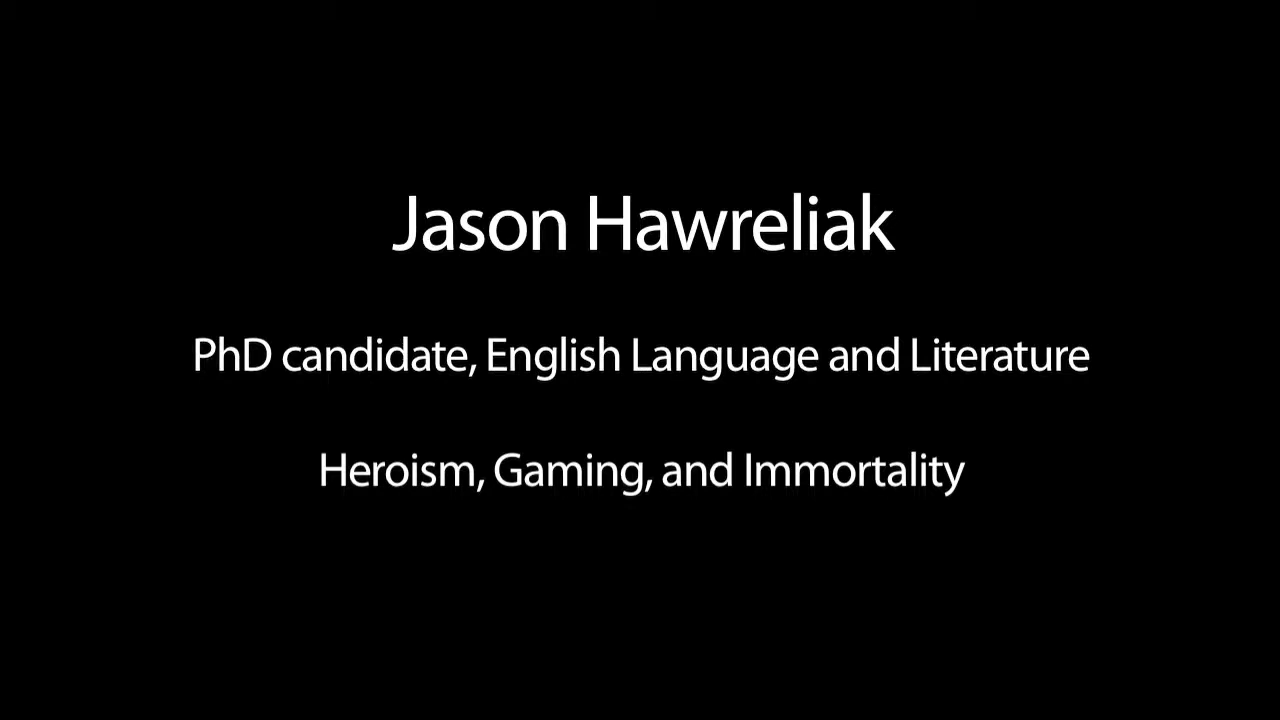 Jason Hawreliak
PhD candidate, English Language and Literature
Heroism, Gaming, and Immortality